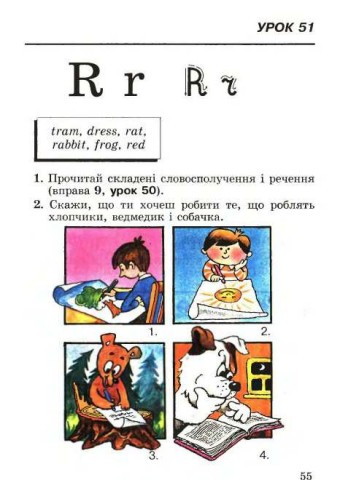 УРОК 51
R r R r
tram, dress, rat,
rabbit, frog, red
1. Прочитай складені словосполучення і речення
(вправа 9, урок 50).
2. Скажи, що ти хочеш робити те, що роблять
хлопчики, ведмедик і собачка.
1.
2.
3.
4.
55